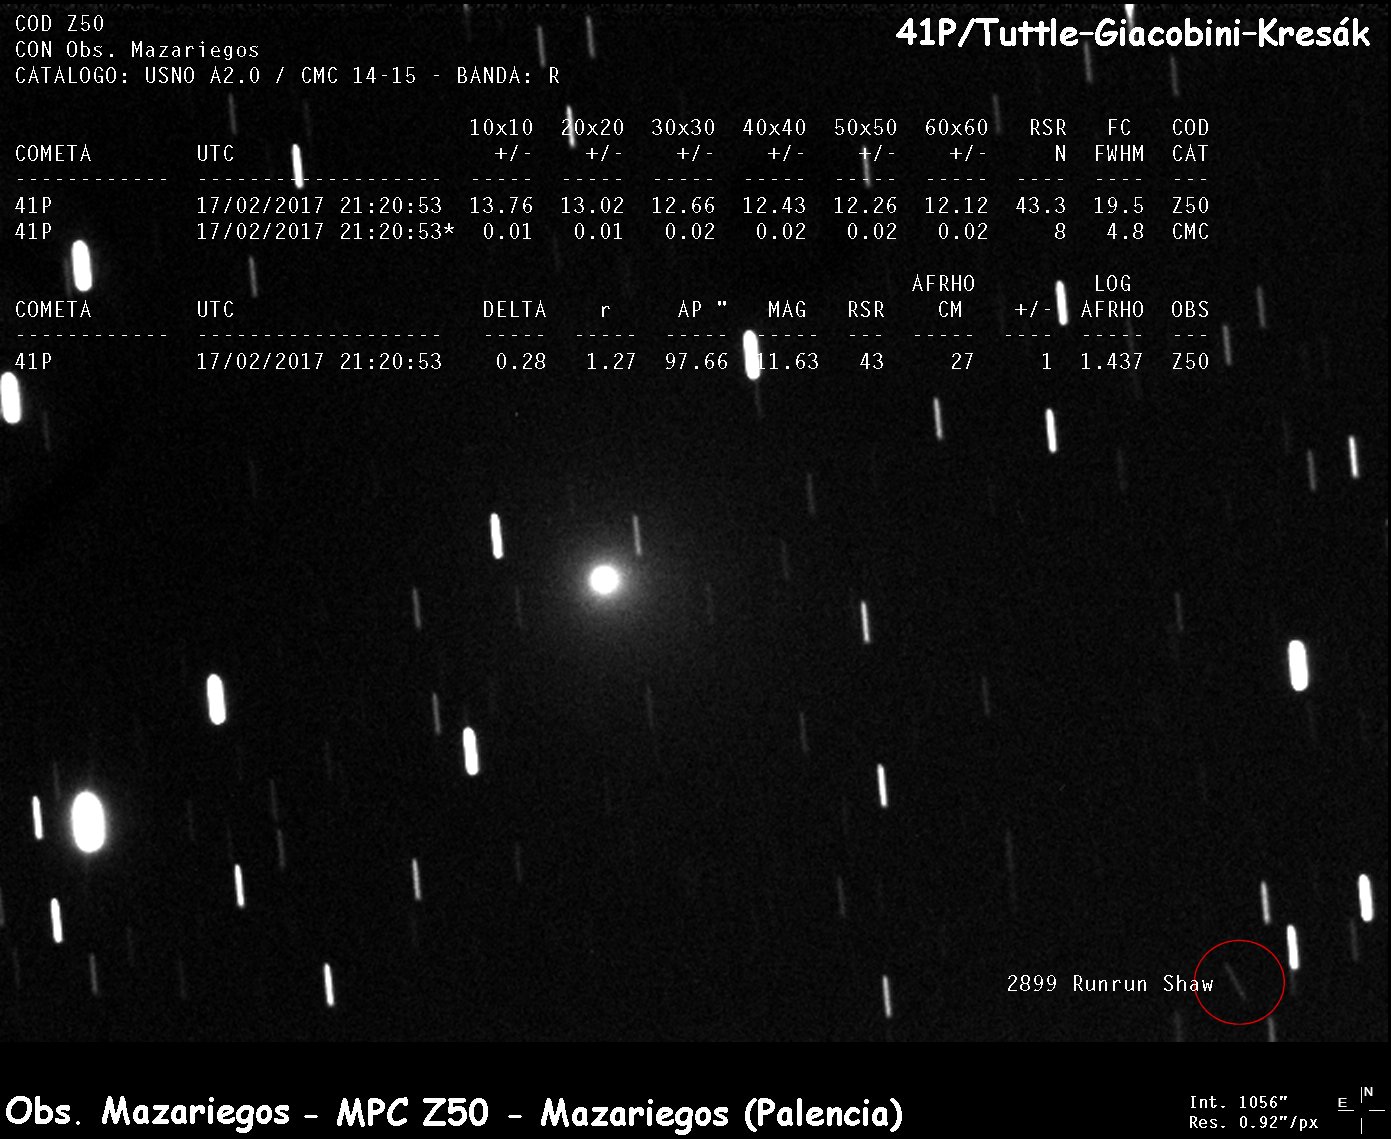 COD Z50
CON Obs. Mazariegos
CATALOGO: USNO A2.0 / CMC 14-15 - BANDA: R
41P/Tuttle-Giacobini-Kresák
10x10 20x20 30x30 40x40 50x50 60x60 RSR FC COD
COMETA UTC +/- +/- +/- +/- +/- +/- N FWHM CAT
------------ ------------------- ----- ----- ----- ----- ----- ----- ---- ---- ---
41P 17/02/2017 21:20:53 13.76 13.02 12.66 12.43 12.26 12.12 43.3 19.5 Z50
41P 17/02/2017 21:20:53* 0.01 0.01 0.02 0.02 0.02 0.02 8 4.8 CMC
AFRHO LOG
COMETA UTC DELTA r AP " MAG RSR CM +/- AFRHO OBS
------------ ------------------- ----- ----- ----- ----- --- ----- --- ----- ---
41P 17/02/2017 21:20:53 0.28 1.27 97.66 11.63 43 27 1 1.437 Z50
2899 Runrun Shaw
Obs. Mazariegos - MPC Z50 - Mazariegos (Palencia)
Int. 1056"
Res. 0.92"/px
N
E